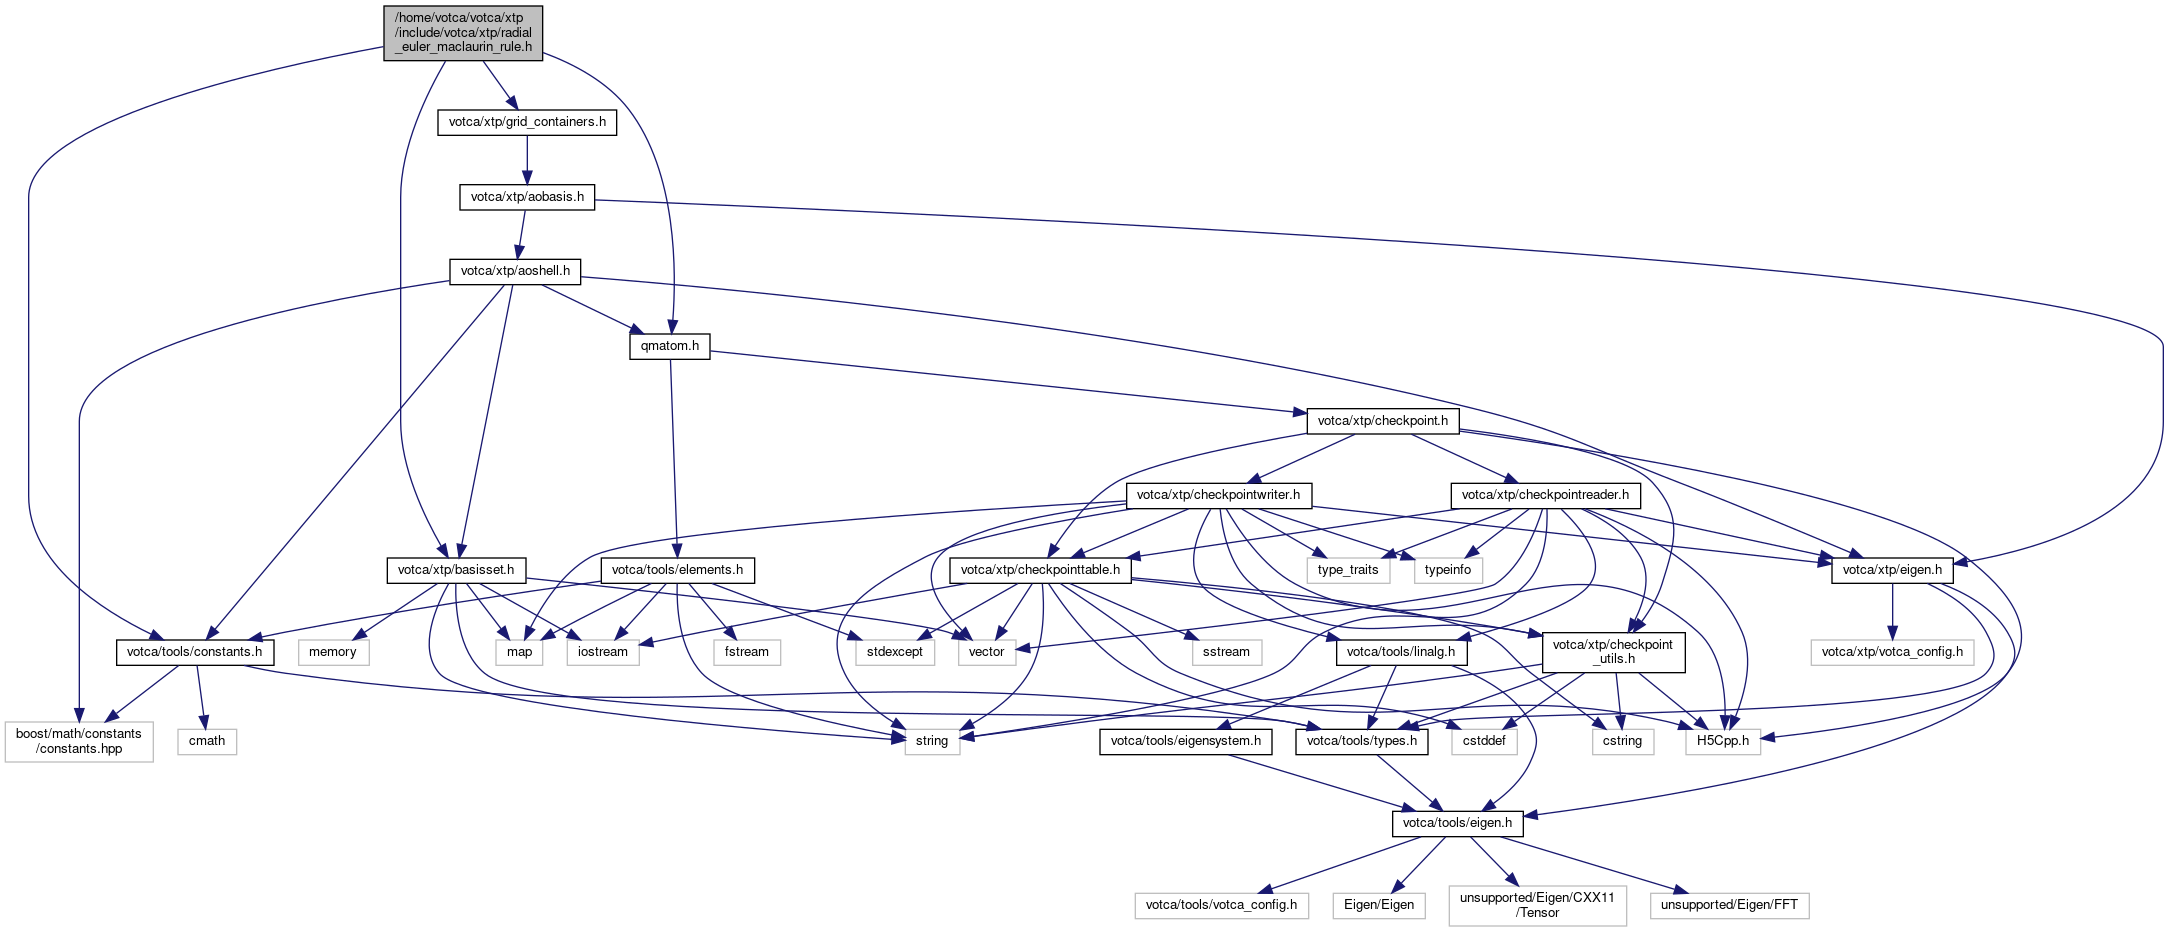 /home/votca/votca/xtp
/include/votca/xtp/radial
_euler_maclaurin_rule.h
votca/xtp/grid_containers.h
votca/xtp/aobasis.h
votca/xtp/aoshell.h
qmatom.h
votca/xtp/checkpoint.h
votca/xtp/checkpointwriter.h
votca/xtp/checkpointreader.h
votca/xtp/basisset.h
votca/tools/elements.h
votca/xtp/checkpointtable.h
type_traits
typeinfo
votca/xtp/eigen.h
votca/tools/constants.h
memory
map
iostream
fstream
stdexcept
vector
sstream
votca/tools/linalg.h
votca/xtp/checkpoint
_utils.h
votca/xtp/votca_config.h
boost/math/constants
/constants.hpp
cmath
string
votca/tools/eigensystem.h
votca/tools/types.h
cstddef
cstring
H5Cpp.h
votca/tools/eigen.h
votca/tools/votca_config.h
Eigen/Eigen
unsupported/Eigen/CXX11
/Tensor
unsupported/Eigen/FFT